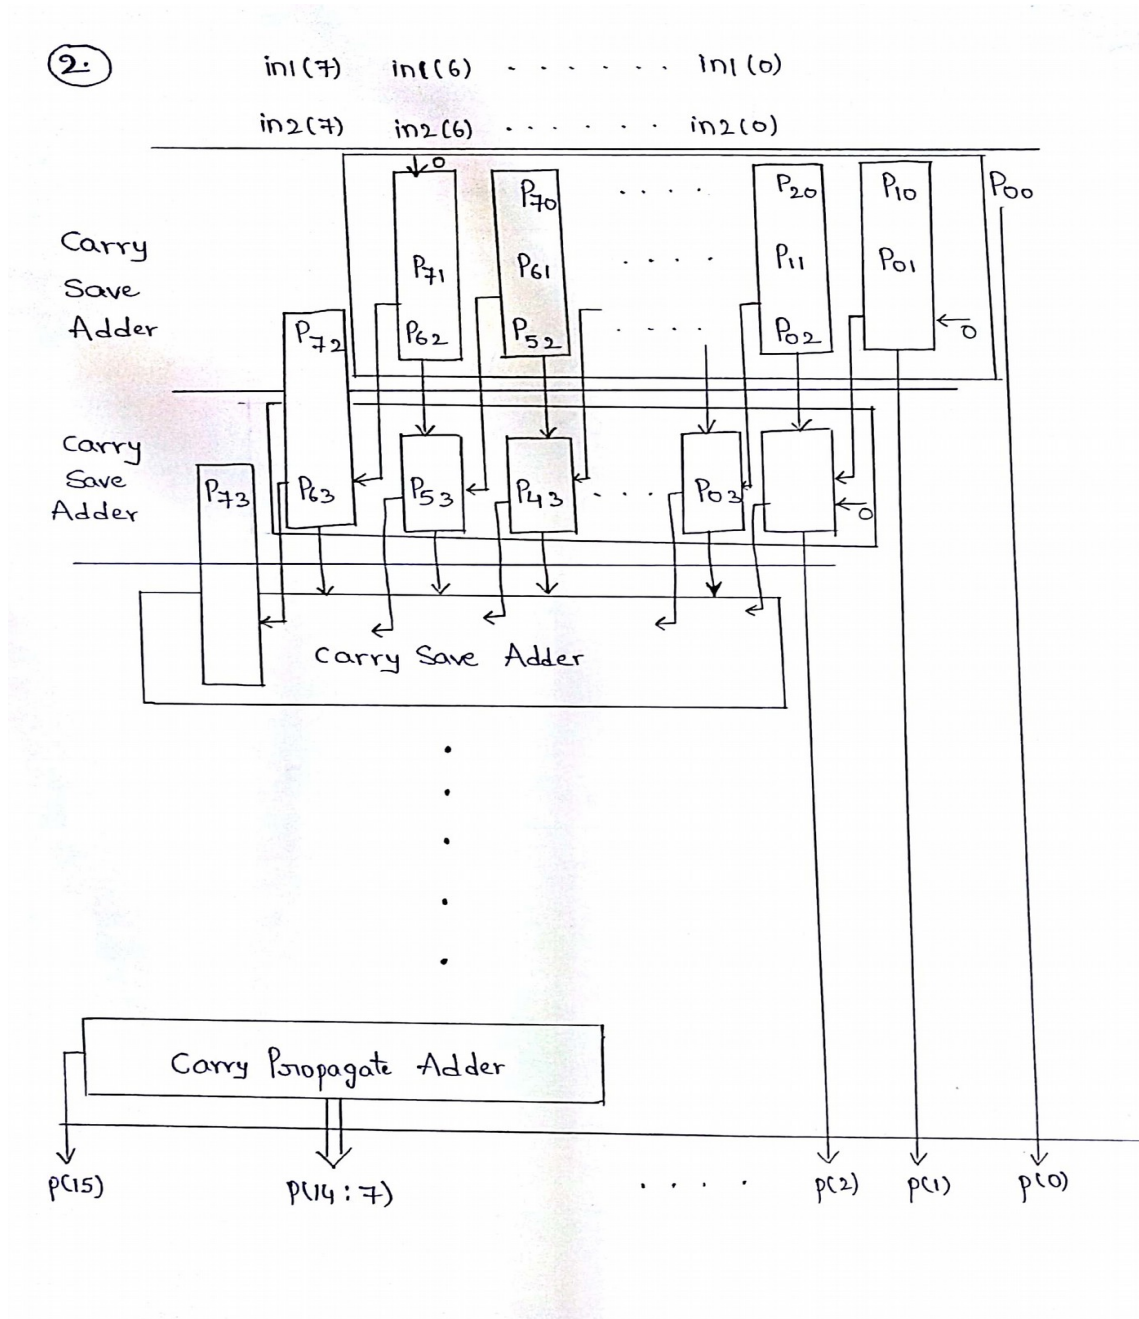 2.
in1(7) in1(6) . . . . . . in1(0)
in2(7) in2(6) . . . . . . in2(0)
0
P70 . . . . P20 P10 P00
Carry
Save
Adder
P71 P61 . . . . P11 P01
P72 P62 P52 . . . . P02 0
Carry
Save
Adder
P73 P63 P53 P43 . . . . P03 0
Carry Save Adder
Carry Propagate Adder
p(15) p(14:7) . . . . p(2) p(1) p(0)